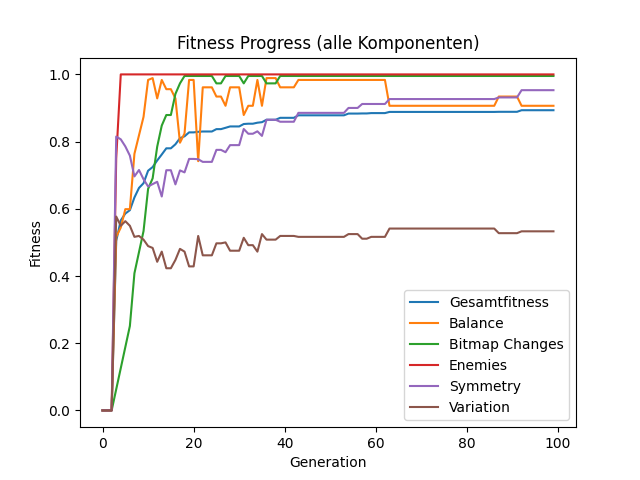 Fitness Progress (alle Komponenten)
Fitness
1.0
0.8
0.6
0.4
0.2
0.0
Gesamtfitness
Balance
Bitmap Changes
Enemies
Symmetry
Variation
0 20 40 60 80 100
Generation